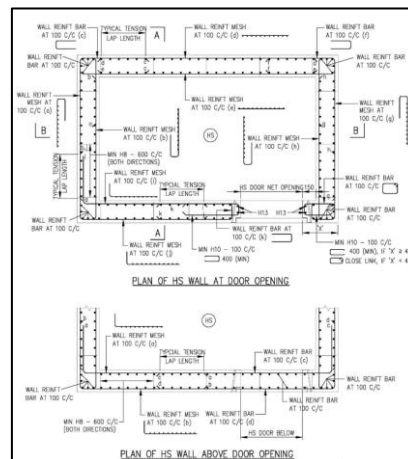 WALL REINFT BAR
AT 100 C/C (c)
TYPICAL TENSION
LAP LENGTH
A
WALL REINFT MESH
AT 100 C/C (d)
WALL REINFT BAR
AT 100 C/C (f)
WALL REINFT
BAR AT 100 C/C
WALL REINFT
BAR AT 100 C/C
WALL REINFT
MESH AT
100 C/C (a)
WALL REINFT MESH
AT 100 C/C (e)
WALL REINFT
MESH AT
100 C/C (g)
B
B
HS
WALL REINFT MESH
AT 100 C/C (b)
WALL REINFT MESH
AT 100 C/C (h)
MIN H8 - 600 C/C
(BOTH DIRECTIONS)
WALL REINFT MESH
AT 100 C/C (i)
TYPICAL TENSION
LAP LENGTH
TYPCIAL TENSION
LAP LENGTH
HS DOOR NET OPENING
150
WALL REINFT BAR
AT 100 C/C
H13
H13
"X"
WALL REINFT
BAR AT 100 C/C
A
WALL REINFT MESH
AT 100 C/C (j)
WALL REINFT BAR AT
100 C/C (k)
MIN H10 - 100 C/C
400 (MIN)
WALL REINFT
BAR AT 100 C/C
MIN H10 - 100 C/C
400 (MIN), IF "X" ≥ 4
CLOSE LINK, IF "X" < 4
PLAN OF HS WALL AT DOOR OPENING
HS
WALL REINFT MESH
AT 100 C/C (a)
TYPCIAL TENSION
LAP LENGTH
WALL REINFT BAR
AT 100 C/C (c)
WALL REINFT BAR
AT 100 C/C
WALL REINFT
BAR AT 100 C/C
MIN H8 - 600 C/C
(BOTH DIRECTIONS)
WALL REINFT MESH
AT 100 C/C (b)
WALL REINFT BAR
AT 100 C/C (d)
WALL REINFT
BAR AT 100 C/C
HS DOOR BELOW
PLAN OF HS WALL ABOVE DOOR OPENING